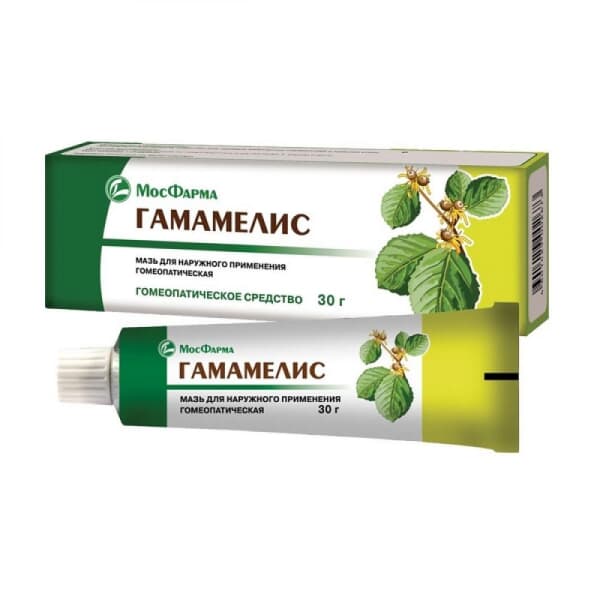 МосФарма
ГАМАМЕЛИС
МАЗЬ ДЛЯ НАРУЖНОГО ПРИМЕНЕНИЯ
ГОМЕОПАТИЧЕСКАЯ
ГОМЕОПАТИЧЕСКОЕ СРЕДСТВО 30 г
МосФарма
ГАМАМЕЛИС
МАЗЬ ДЛЯ НАРУЖНОГО ПРИМЕНЕНИЯ
ГОМЕОПАТИЧЕСКАЯ 30 г